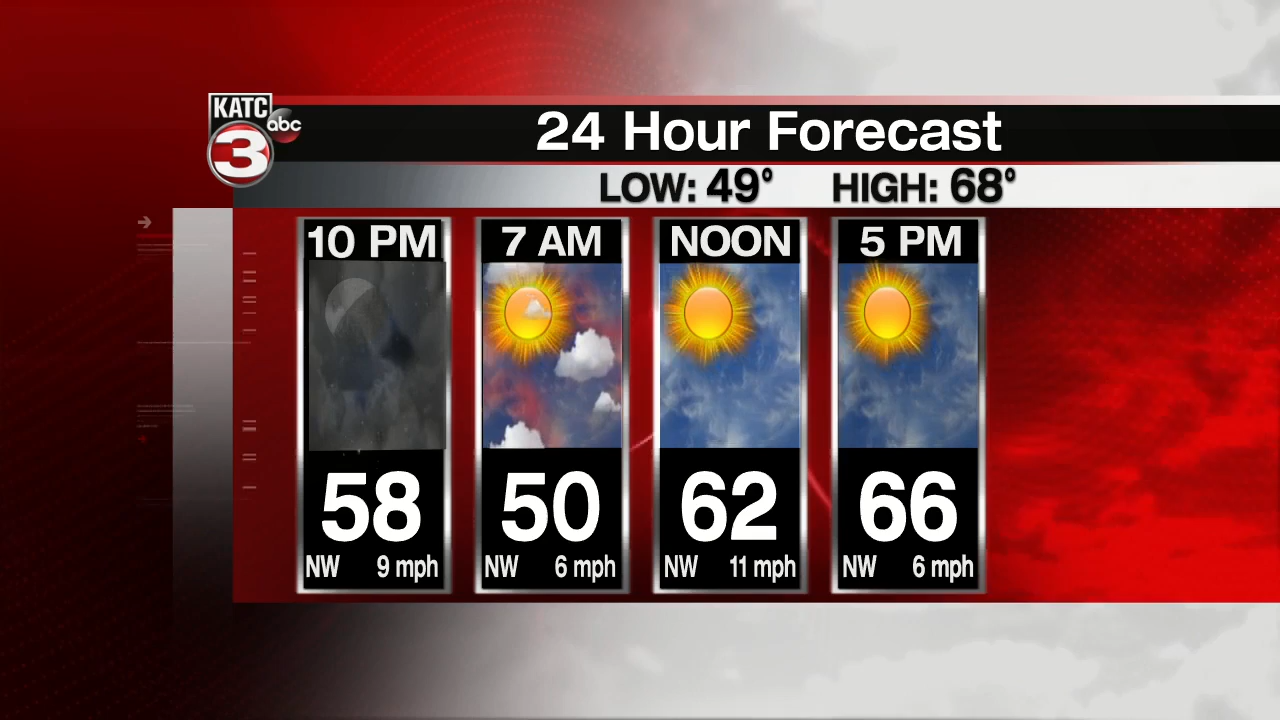 KATC
abc
3
24 Hour Forecast
LOW: 49° HIGH: 68°
10 PM
58
NW 9 mph
7 AM
50
NW 6 mph
NOON
62
NW 11 mph
5 PM
66
NW 6 mph